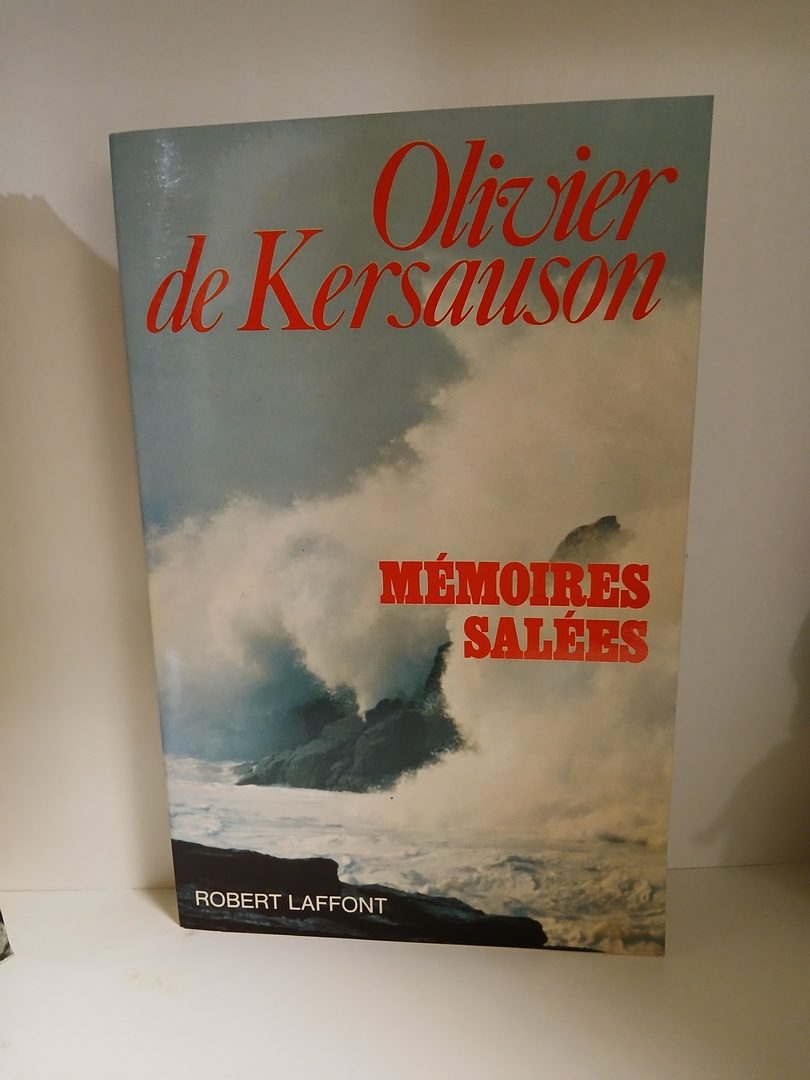 Olivier
de Kersauson
MÉMOIRES
SALÉES
ROBERT LAFFONT